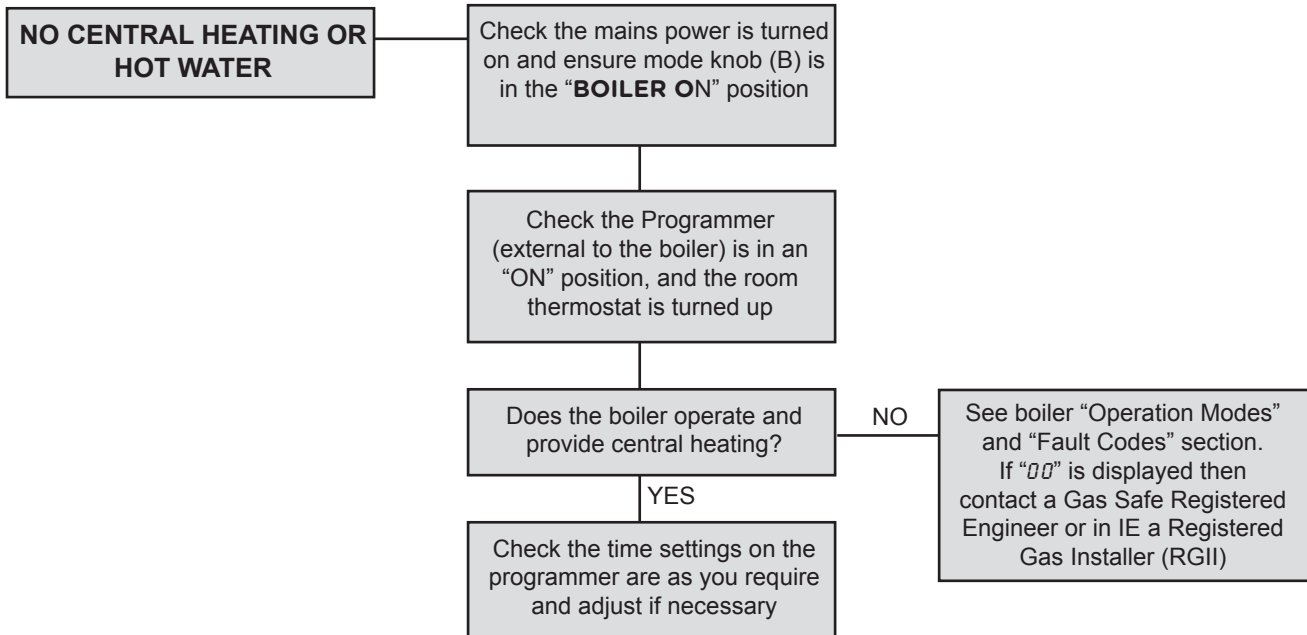 NO CENTRAL HEATING OR
HOT WATER
Check the mains power is turned
on and ensure mode knob (B) is
in the “BOILER ON” position
Check the Programmer
(external to the boiler) is in an
“ON” position, and the room
thermostat is turned up
Does the boiler operate and
provide central heating?
NO
See boiler “Operation Modes”
and “Fault Codes” section.
If “00” is displayed then
contact a Gas Safe Registered
Engineer or in IE a Registered
Gas Installer (RGII)
YES
Check the time settings on the
programmer are as you require
and adjust if necessary